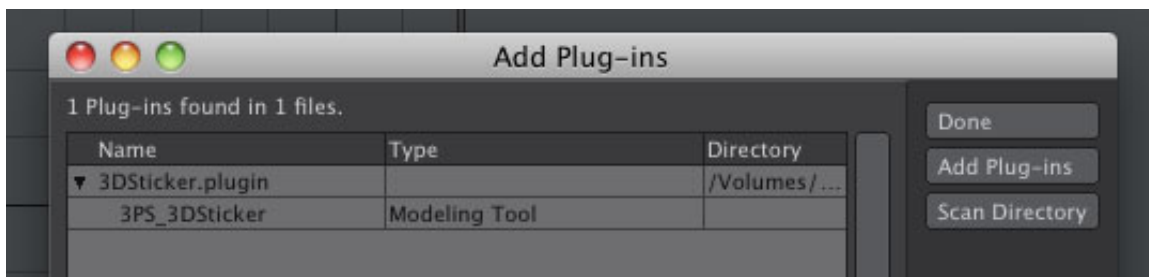 Add Plug-ins
1 Plug-ins found in 1 files.
Done
Name Type Directory
Add Plug-ins
▼ 3DSticker.plugin /Volumes/...
3PS_3DSticker Modeling Tool
Scan Directory